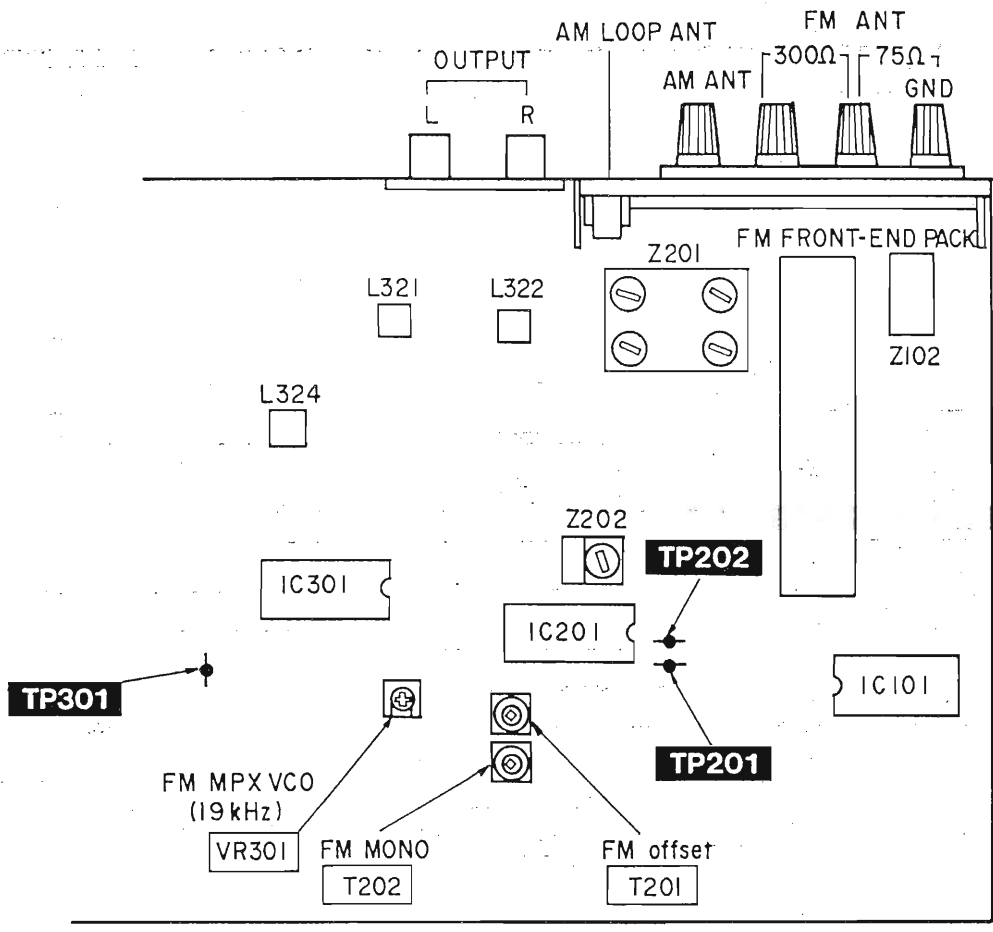 FM ANT
AM LOOP ANT
300Ω 75Ω
OUTPUT
AM ANT
GND
L R
FM FRONT-END PACK
Z201
L321
L322
Z102
L324
Z202
TP202
IC301
IC201
IC101
TP301
TP201
FM MPX VCO
(19kHz)
VR301
FM MONO
T202
FM offset
T201